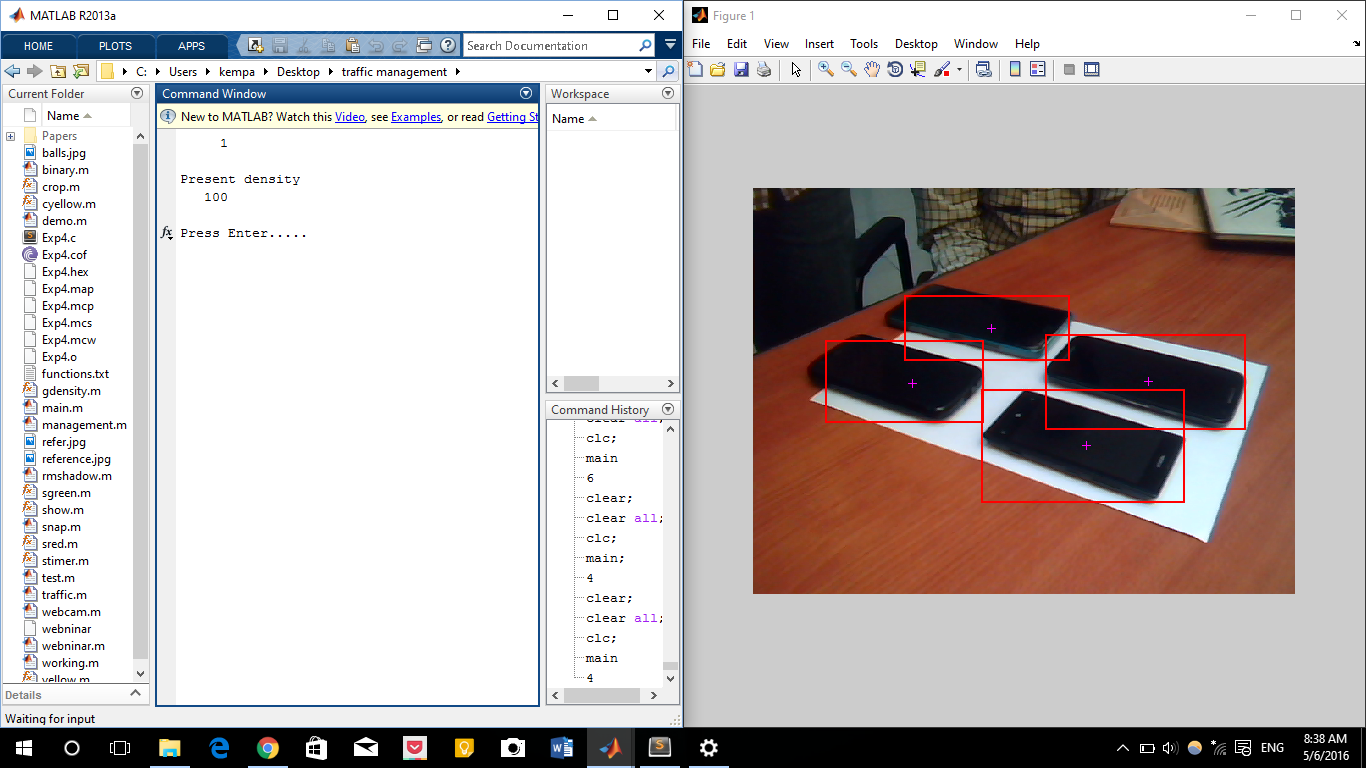 MATLAB R2013a
HOME PLOTS APPS Search Documentation
C: Users kempa Desktop traffic management
Current Folder
Name
Papers
balls.jpg
binary.m
crop.m
cyellow.m
demo.m
Exp4.c
Exp4.cof
Exp4.hex
Exp4.map
Exp4.mcp
Exp4.mcs
Exp4.mcw
Exp4.o
functions.txt
gdensity.m
main.m
management.m
refer.jpg
reference.jpg
rmshadow.m
sgreen.m
show.m
snap.m
sred.m
stimer.m
test.m
traffic.m
webcam.m
webninar
webninar.m
working.m
yellow.m
Details
Waiting for input
Command Window
New to MATLAB? Watch this Video, see Examples, or read Getting St
1
Present density
100
fx Press Enter.....
Workspace
Name
Command History
clear all;
clc;
main
6
clear;
clear all;
clc;
main;
4
clear;
clear all;
clc;
main
4
Figure 1
File Edit View Insert Tools Desktop Window Help
ENG
8:38 AM
5/6/2016